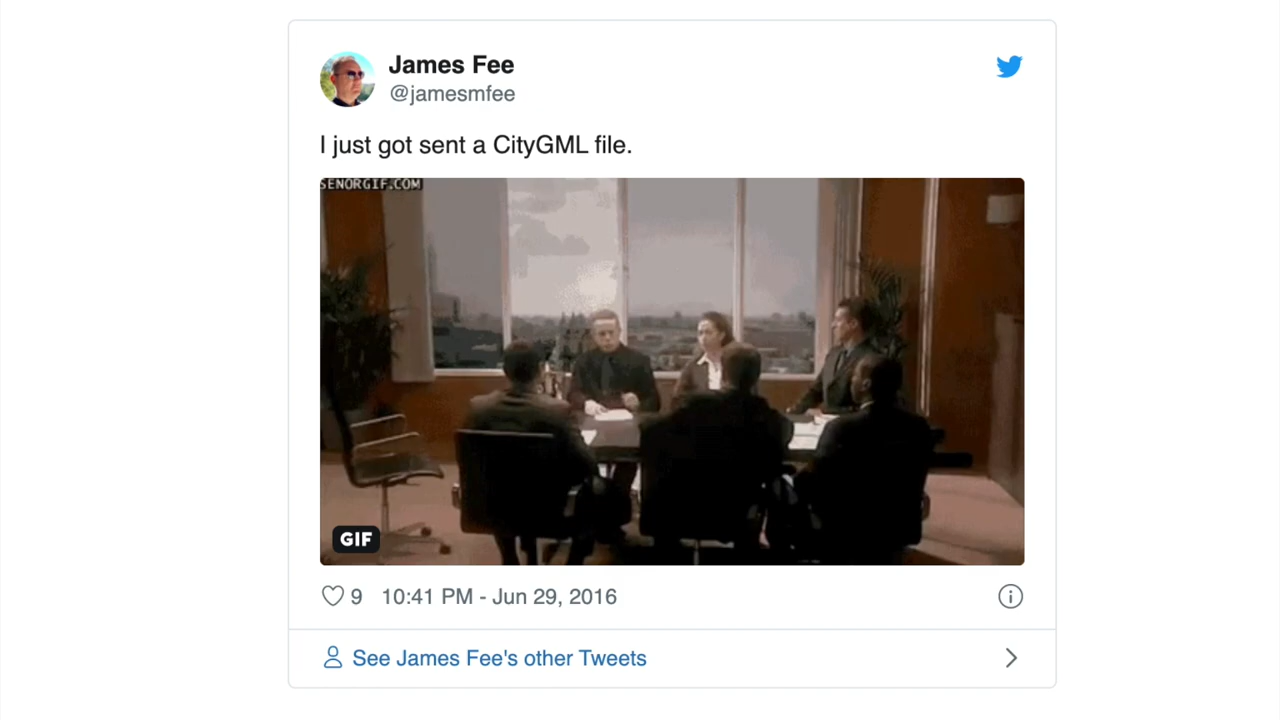 James Fee
@jamesmfee
I just got sent a CityGML file.
SENORGIF.COM
GIF
9 10:41 PM - Jun 29, 2016
See James Fee's other Tweets